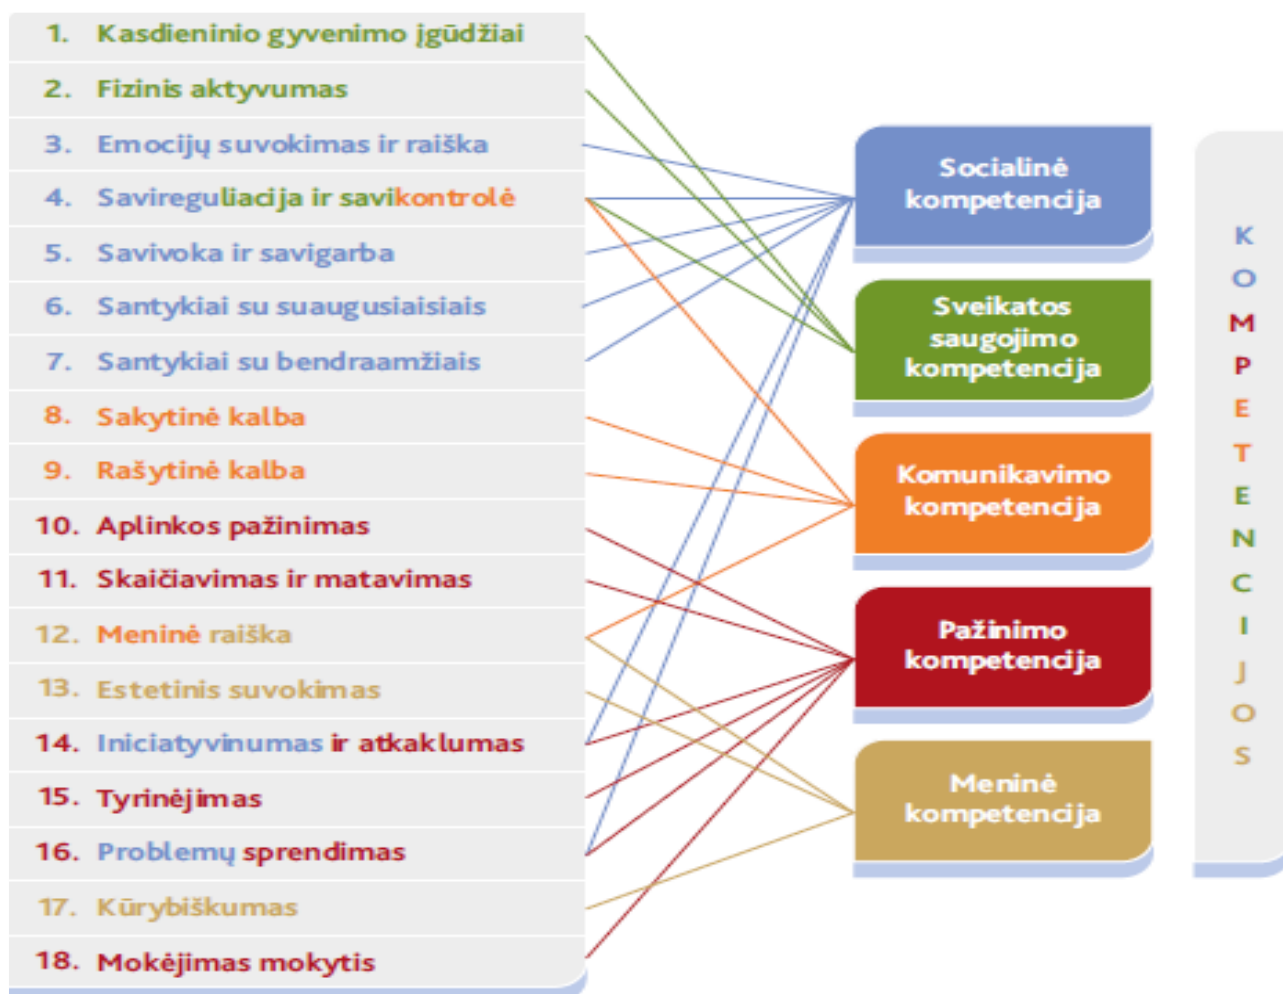 1. Kasdieninio gyvenimo įgūdžiai
2. Fizinis aktyvumas
3. Emocijų suvokimas ir raiška
4. Savireguliacija ir savikontrolė
5. Savivoka ir savigarba
6. Santykiai su suaugusiaisiais
7. Santykiai su bendraamžiais
8. Sakytinė kalba
9. Rašytinė kalba
10. Aplinkos pažinimas
11. Skaičiavimas ir matavimas
12. Meninė raiška
13. Estetinis suvokimas
14. Iniciatyvinumas ir atkaklumas
15. Tyrinėjimas
16. Problemų sprendimas
17. Kūrybiškumas
18. Mokėjimas mokytis
Socialinė
kompetencija
Sveikatos
saugojimo
kompetencija
Komunikavimo
kompetencija
Pažinimo
kompetencija
Meninė
kompetencija
K
O
M
P
E
T
E
N
C
I
J
O
S